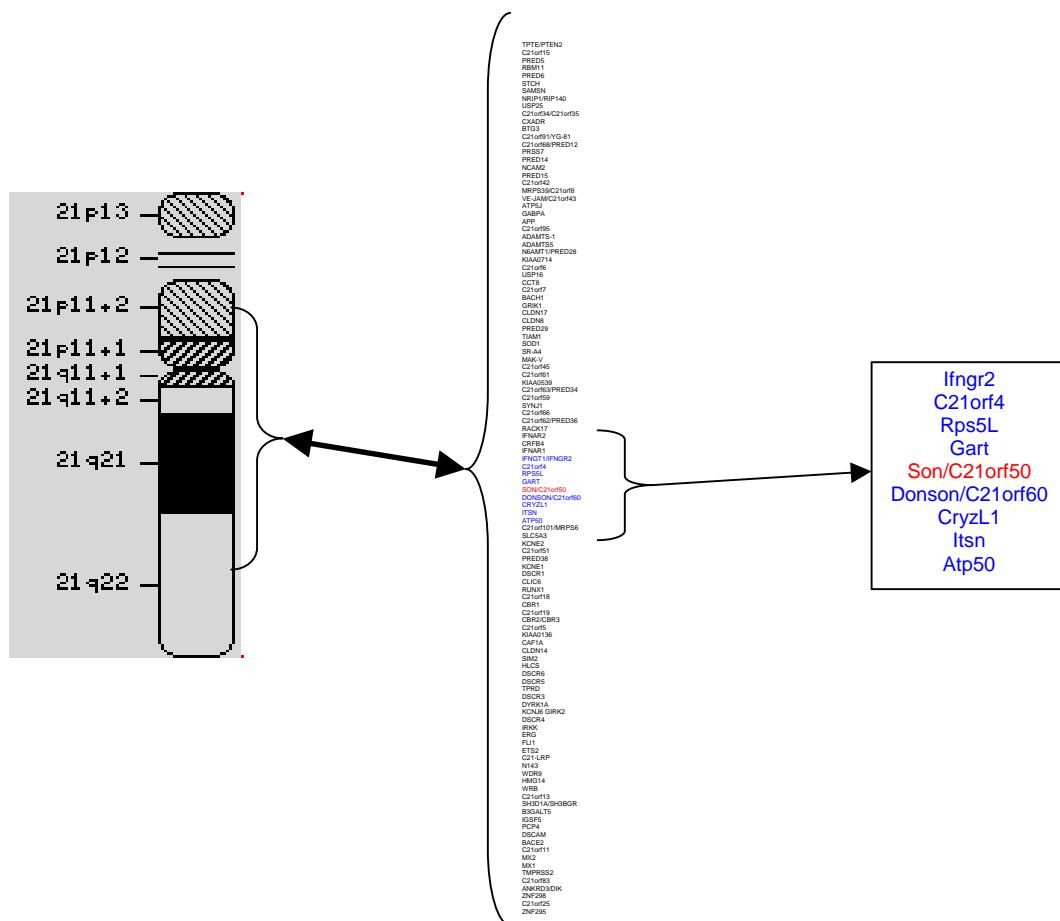 21p13
21p12
21p11+2
21p11+1
21q11+1
21q11+2
21q21
21q22
TPTE/PTEN2
C21orf15
PRED5
RBM11
PRED6
STCH
SAMSN
NRIP1/RIP140
USP25
C21orf34/C21orf35
CXADR
BTG3
C21orf91/YG-81
C21orf68/PRED12
PRSS7
PRED14
NCAM2
PRED15
C21orf42
MRPS39/C21orf8
VE-JAM/C21orf43
ATP5J
GABPA
APP
C21orf95
ADAMTS-1
ADAMTS5
N6AMT1/PRED28
KIAA0714
C21orf6
USP16
CCT8
C21orf7
BACH1
GRIK1
CLDN17
CLDN8
PRED29
TIAM1
SOD1
SR-A4
MAK-V
C21orf45
C21orf61
KIAA0539
C21orf63/PRED34
C21orf59
SYNJ1
C21orf66
C21orf62/PRED36
RACK17
IFNAR2
CRFB4
IFNAR1
IFNGT1/IFNGR2
C21orf4
RPS5L
GART
SON/C21orf50
DONSON/C21orf60
CRYZL1
ITSN
ATP50
C21orf101/MRPS6
SLC5A3
KCNE2
C21orf51
PRED38
KCNE1
DSCR1
CLIC6
RUNX1
C21orf18
CBR1
C21orf19
CBR2/CBR3
C21orf5
KIAA0136
CAF1A
CLDN14
SIM2
HLCS
DSCR6
DSCR5
TPRD
DSCR3
DYRK1A
KCNJ6 GIRK2
DSCR4
IRKK
ERG
FLI1
ETS2
C21-LRP
N143
WDR9
HMG14
WRB
C21orf13
SH3D1A/SH3BGR
B3GALT5
IGSF5
PCP4
DSCAM
BACE2
C21orf11
MX2
MX1
TMPRSS2
C21orf83
ANKRD3/DIK
ZNF298
C21orf25
ZNF295
Ifngr2
C21orf4
Rps5L
Gart
Son/C21orf50
Donson/C21orf60
CryzL1
Itsn
Atp50